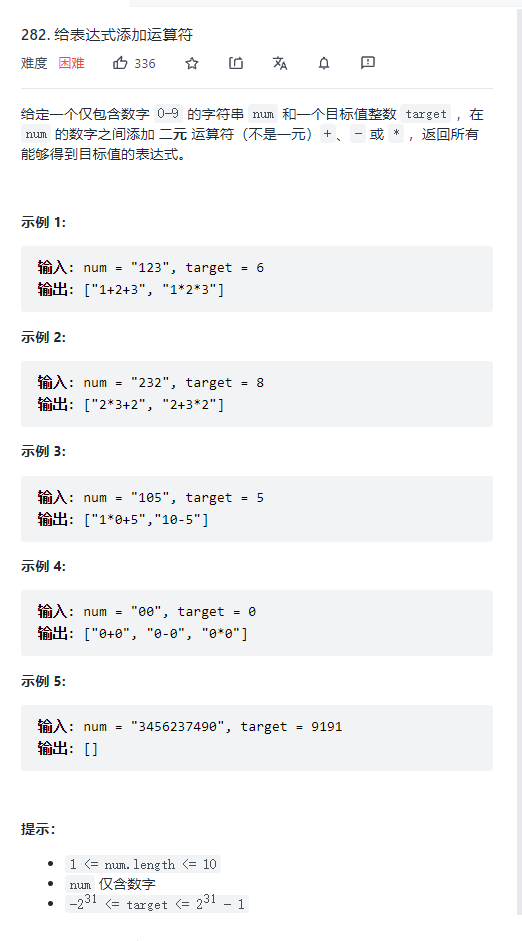 282. 给表达式添加运算符
难度 困难 336
给定一个仅包含数字 0-9 的字符串 num 和一个目标值整数 target ，在
num 的数字之间添加 二元 运算符（不是一元）+ 、 - 或 * ，返回所有
能够得到目标值的表达式。
示例 1:
输入: num = "123", target = 6
输出: ["1+2+3", "1*2*3"]
示例 2:
输入: num = "232", target = 8
输出: ["2*3+2", "2+3*2"]
示例 3:
输入: num = "105", target = 5
输出: ["1*0+5","10-5"]
示例 4:
输入: num = "00", target = 0
输出: ["0+0", "0-0", "0*0"]
示例 5:
输入: num = "3456237490", target = 9191
输出: []
提示：
1 <= num.length <= 10
num 仅含数字
-2^31 <= target <= 2^31 - 1